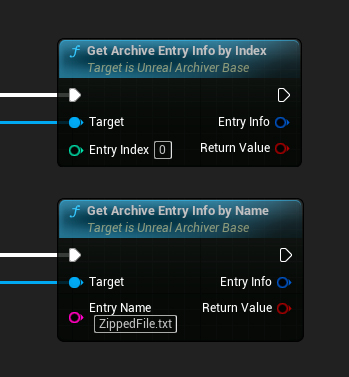 Get Archive Entry Info by Index
Target is Unreal Archiver Base
Target Entry Info
Entry Index 0 Return Value
Get Archive Entry Info by Name
Target is Unreal Archiver Base
Target Entry Info
Entry Name Return Value
ZippedFile.txt